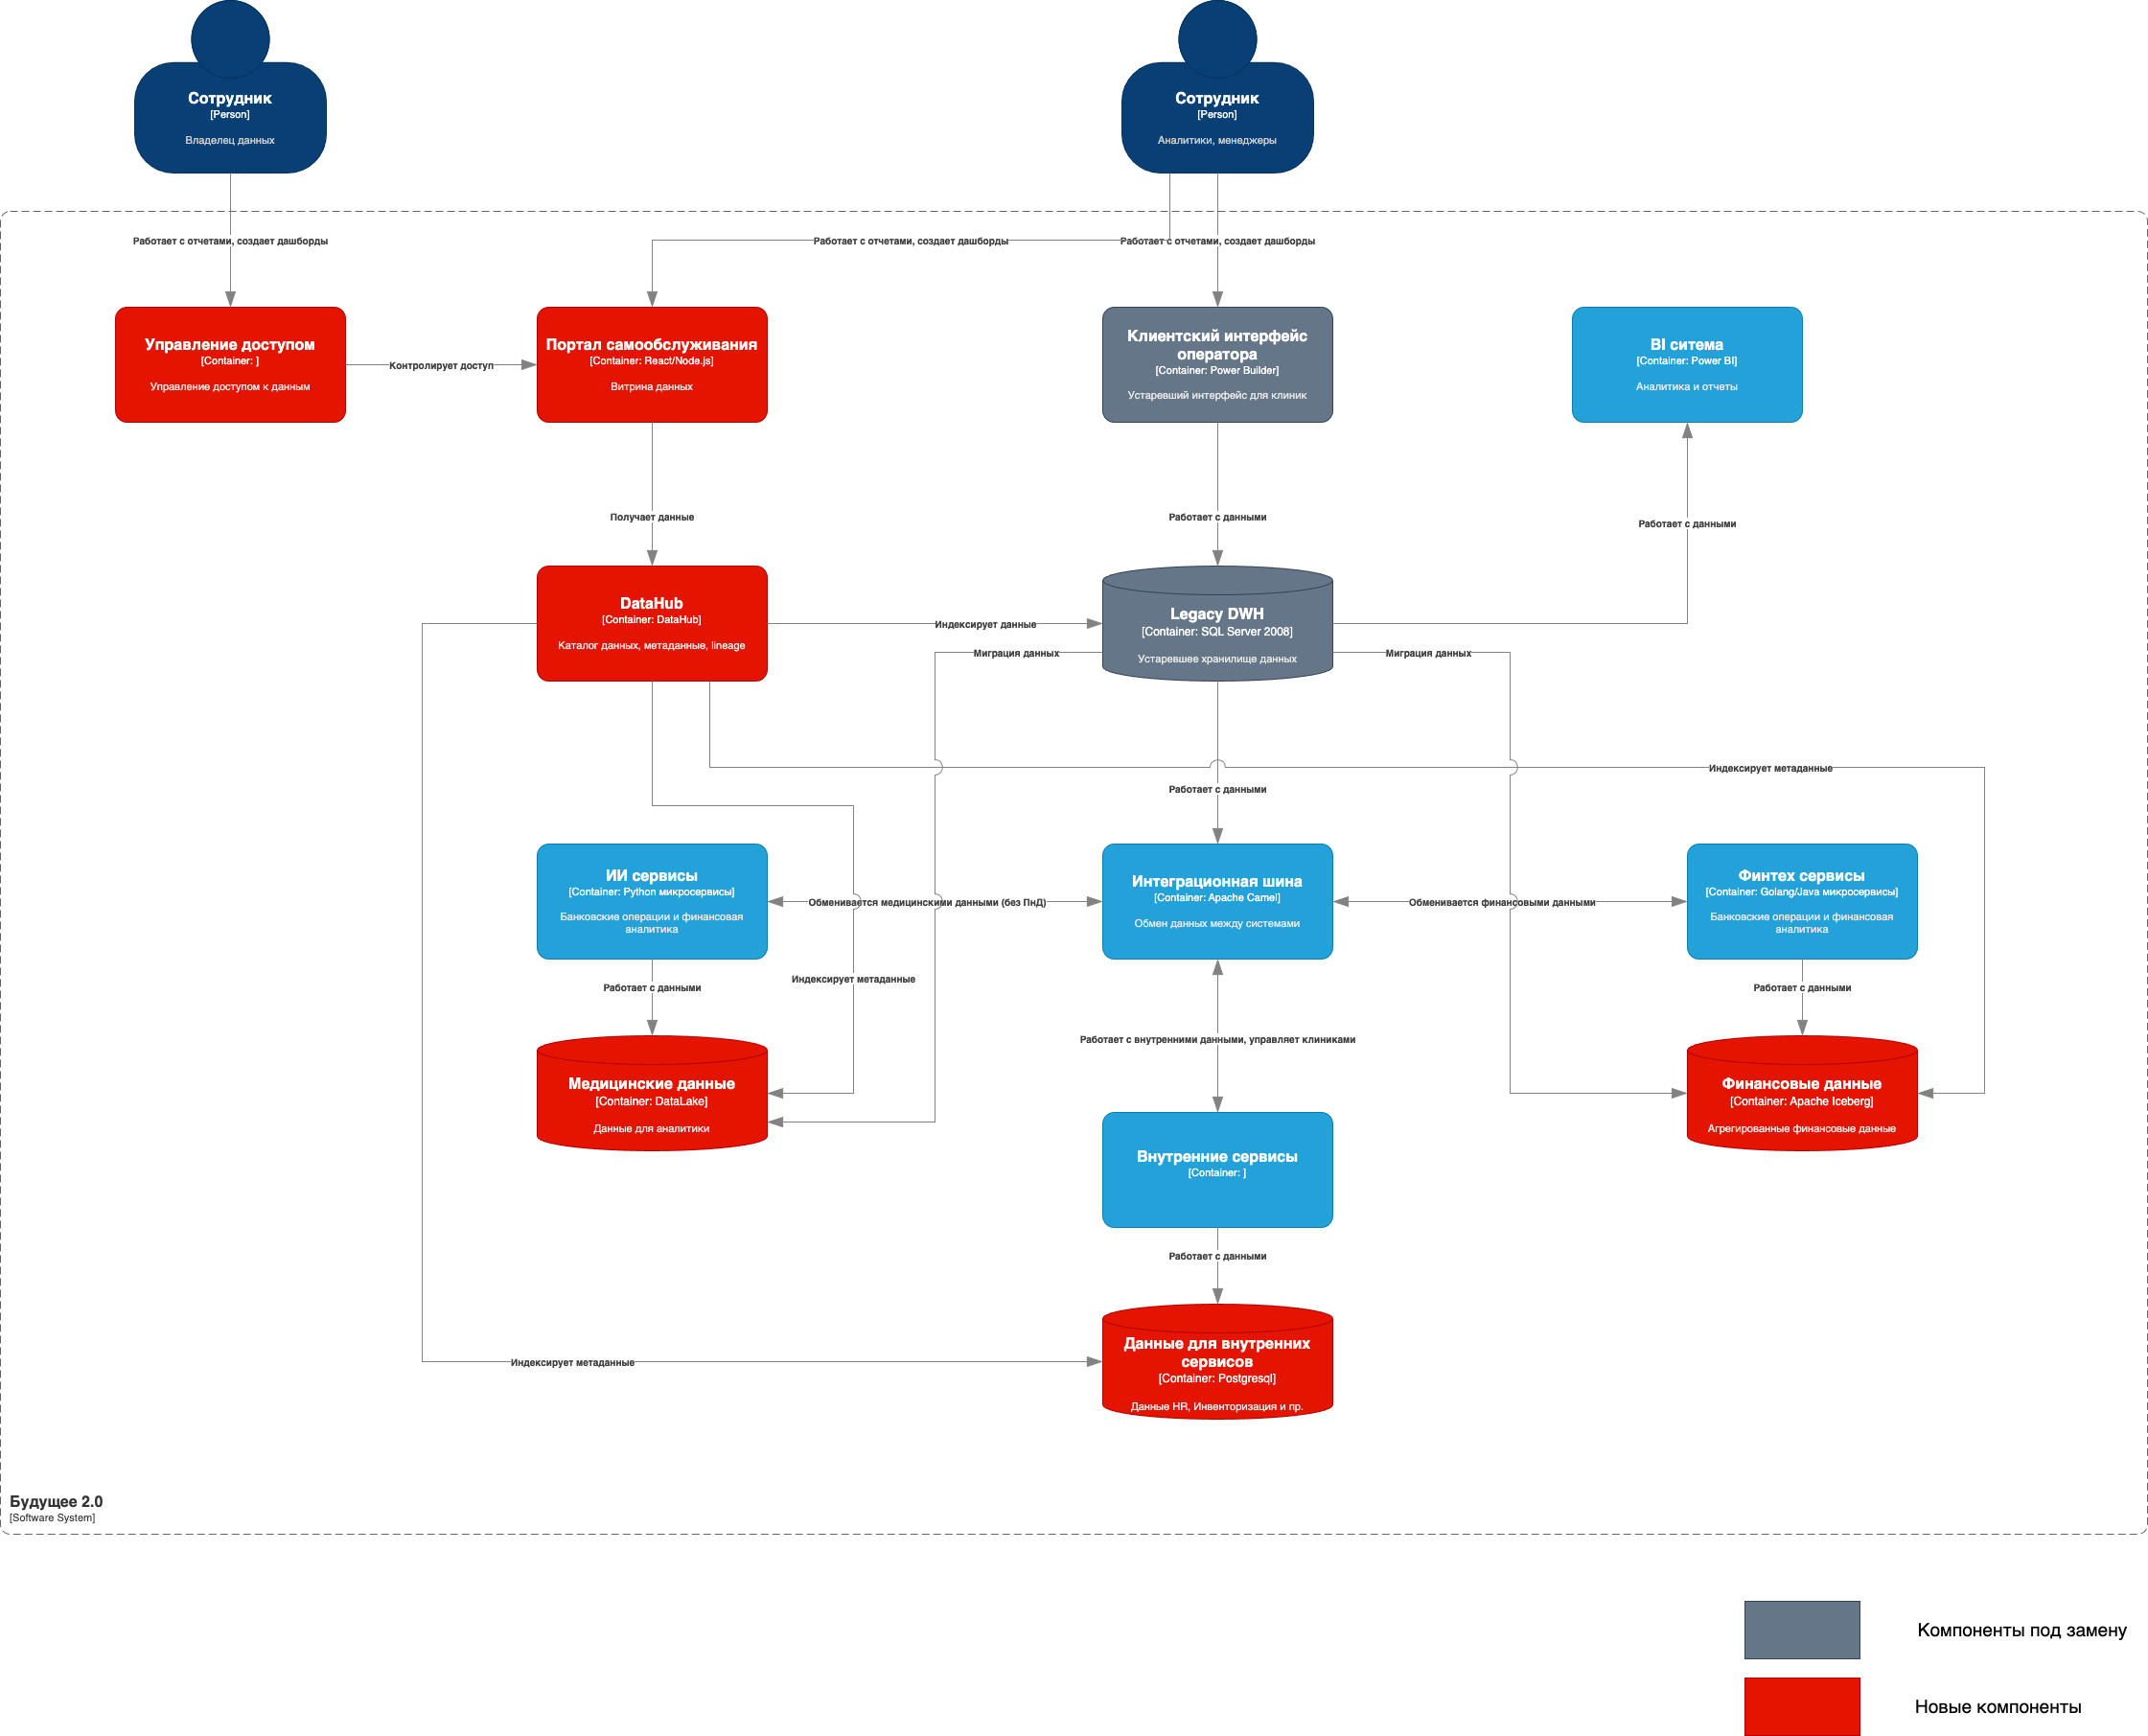 Сотрудник
[Person]
Владелец данных
Сотрудник
[Person]
Аналитики, менеджеры
Работает с отчетами, создает дашборды
Работает с отчетами, создает дашборды
Работает с отчетами, создает дашборды
Управление доступом
[Container: ]
Управление доступом к данным
Контролирует доступ
Портал самообслуживания
[Container: React/Node.js]
Витрина данных
Клиентский интерфейс
оператора
[Container: Power Builder]
Устаревший интерфейс для клиник
BI ситема
[Container: Power BI]
Аналитика и отчеты
Получает данные
Работает с данными
Работает с данными
DataHub
[Container: DataHub]
Каталог данных, метаданные, lineage
Индексирует данные
Legacy DWH
[Container: SQL Server 2008]
Устаревшее хранилище данных
Миграция данных
Миграция данных
Индексирует метаданные
Работает с данными
ИИ сервисы
[Container: Python микросервисы]
Банковские операции и финансовая
аналитика
Обменивается медицинскими данными (без ПнД)
Интеграционная шина
[Container: Apache Camel]
Обмен данных между системами
Обменивается финансовыми данными
Финтех сервисы
[Container: Golang/Java микросервисы]
Банковские операции и финансовая
аналитика
Индексирует метаданные
Работает с данными
Работает с данными
Работает с внутренними данными, управляет клиниками
Медицинские данные
[Container: DataLake]
Данные для аналитики
Финансовые данные
[Container: Apache Iceberg]
Агрегированные финансовые данные
Внутренние сервисы
[Container: ]
Работает с данными
Данные для внутренних
сервисов
[Container: Postgresql]
Данные HR, Инвенторизация и пр.
Индексирует метаданные
Будущее 2.0
[Software System]
Компоненты под замену
Новые компоненты